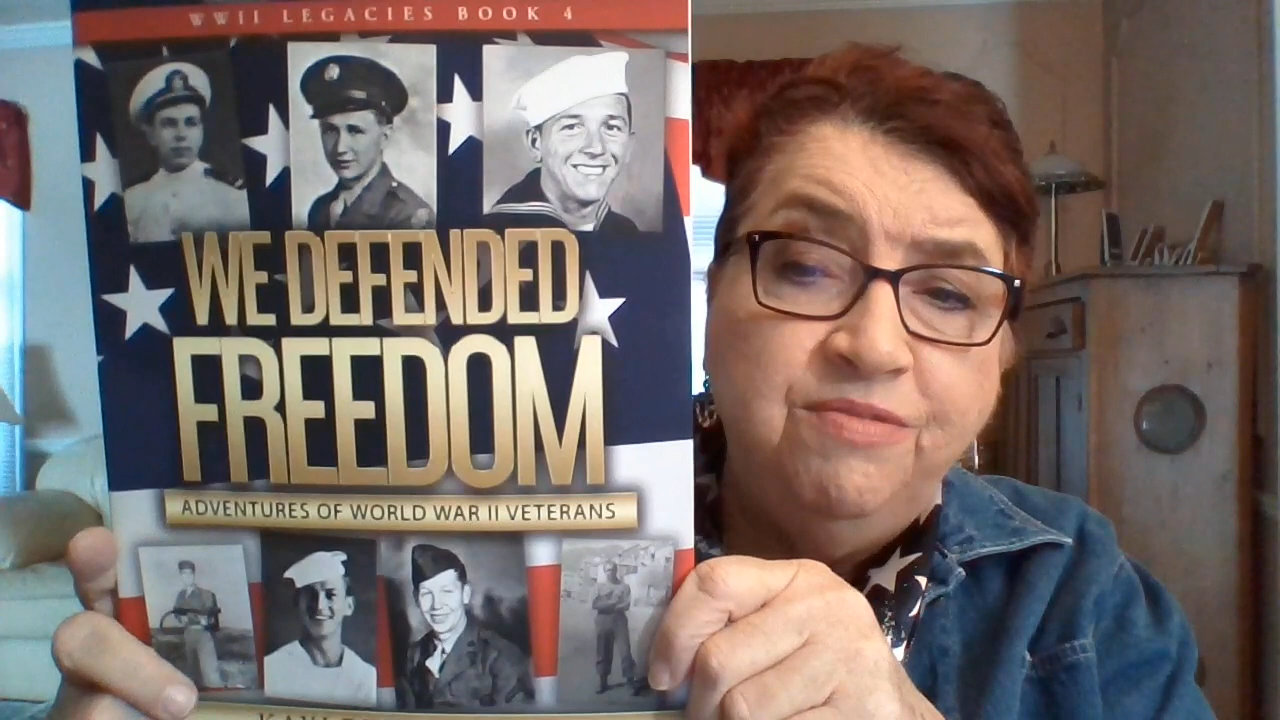 WWII LEGACIES BOOK 4
WE DEFENDED
FREEDOM
ADVENTURES OF WORLD WAR II VETERANS